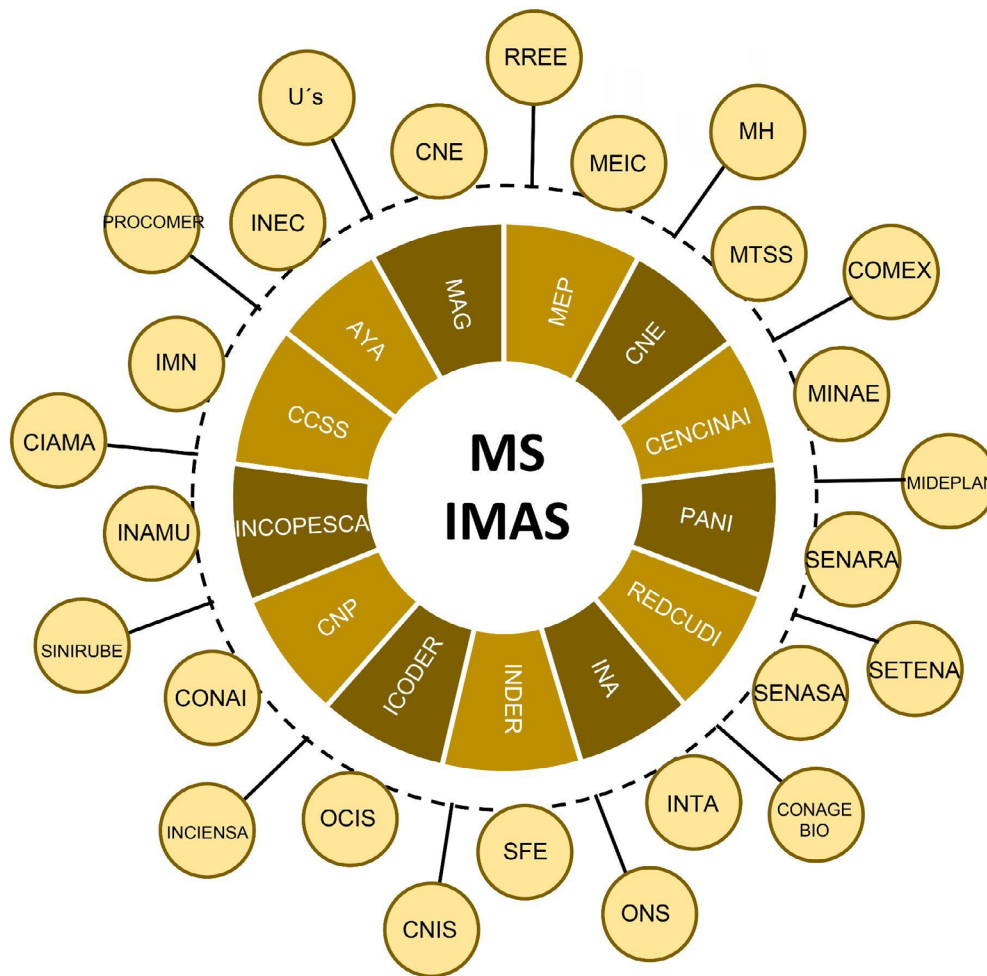 RREE
U´s
MH
CNE
MEIC
PROCOMER
INEC
MTSS
COMEX
MAG
MEP
AYA
CNE
IMN
MINAE
CCSS
CENCINAI
CIAMA
MS
IMAS
MIDEPLAN
INAMU
INCOPESCA
PANI
SENARA
CNP
REDCUDI
SINIRUBE
SETENA
CONAI
ICODER
INDER
INA
SENASA
INCIENSA
OCIS
INTA
CONAGE
BIO
SFE
CNIS
ONS